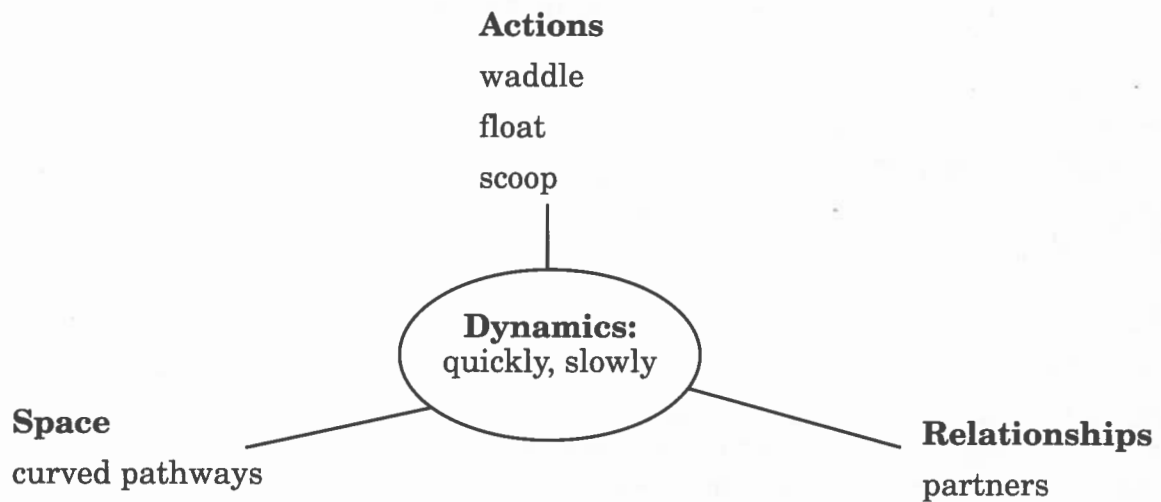 Actions
waddle
float
scoop
Dynamics:
quickly, slowly
Space
curved pathways
Relationships
partners